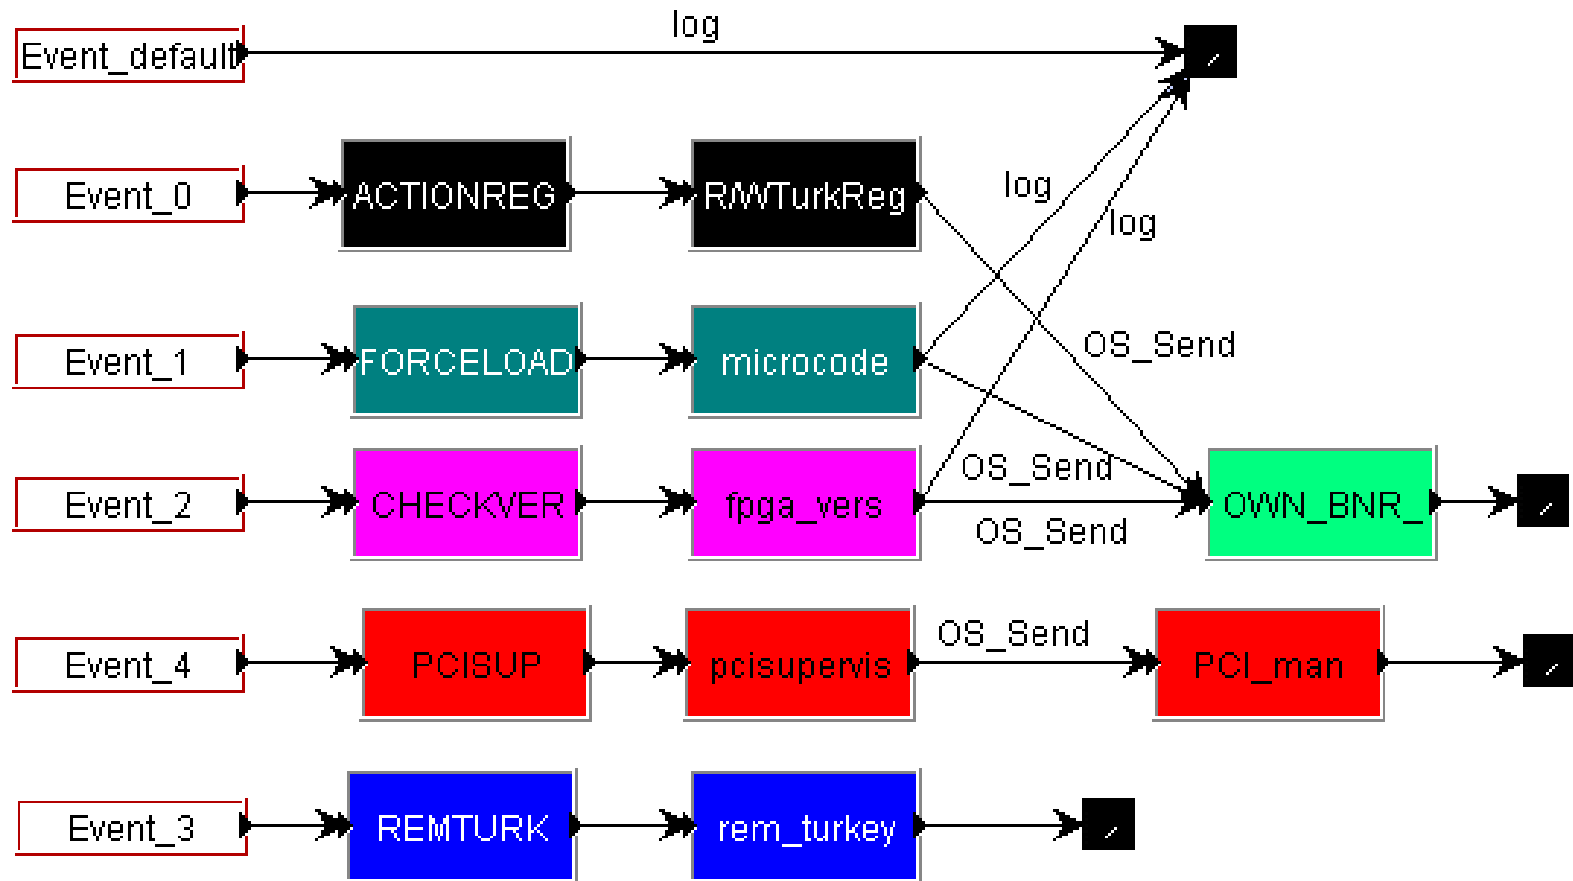 log
Event_default
Event_0
ACTIONREG
R/WTurkReg
log
log
Event_1
FORCELOAD
microcode
OS_Send
Event_2
CHECKVER
fpga_vers
OS_Send
OS_Send
OWN_BNR_
Event_4
PCISUP
pcisupervis
OS_Send
PCI_man
Event_3
REMTURK
rem_turkey